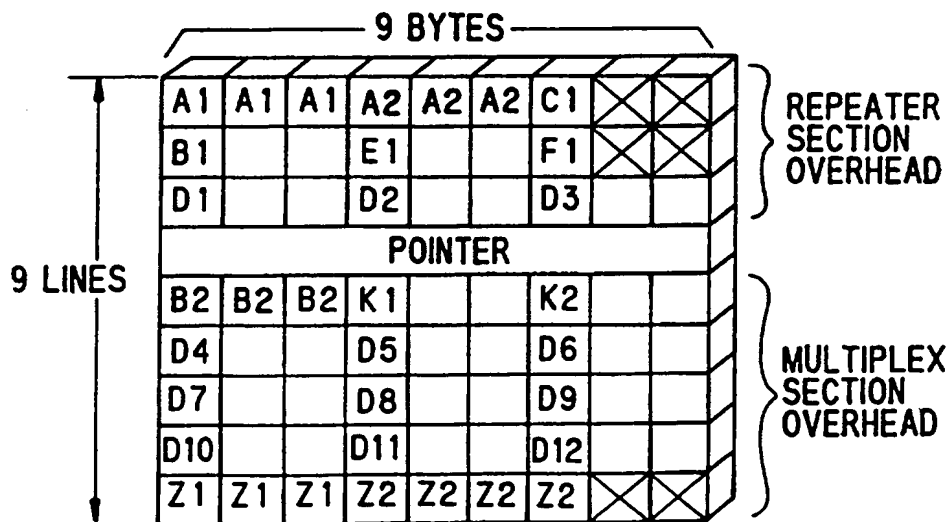 9 BYTES
A1 A1 A1 A2 A2 A2 C1
B1 E1 F1
D1 D2 D3
REPEATER
SECTION
OVERHEAD
POINTER
9 LINES
B2 B2 B2 K1 K2
D4 D5 D6
D7 D8 D9
D10 D11 D12
Z1 Z1 Z1 Z2 Z2 Z2 Z2
MULTIPLEX
SECTION
OVERHEAD